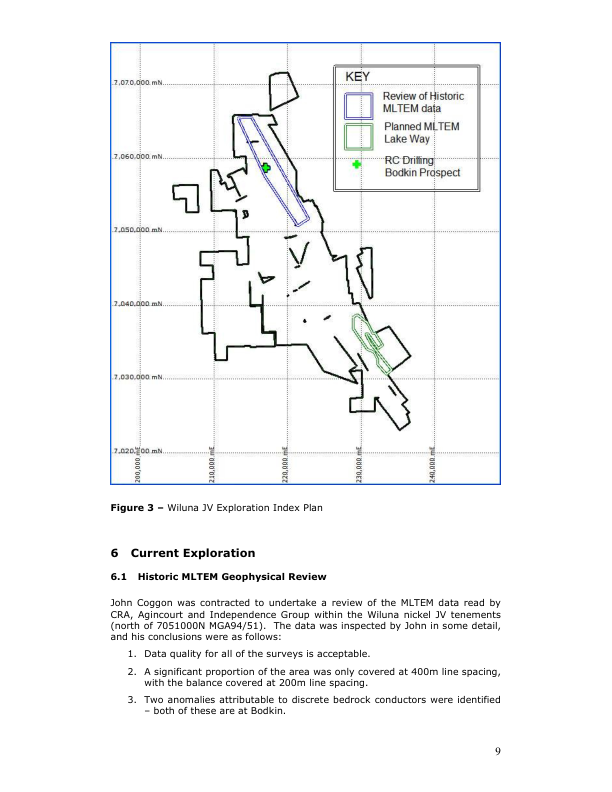 KEY
Review of Historic
MLTEM data
Planned MLTEM
Lake Way
RC Drilling
Bodkin Prospect
7,070,000 mN
7,060,000 mN
7,050,000 mN
7,040,000 mN
7,030,000 mN
200,000 mE
210,000 mE
220,000 mE
230,000 mE
240,000 mE
Figure 3 – Wiluna JV Exploration Index Plan
6 Current Exploration
6.1 Historic MLTEM Geophysical Review
John Coggon was contracted to undertake a review of the MLTEM data read by
CRA, Agincourt and Independence Group within the Wiluna nickel JV tenements
(north of 7051000N MGA94/51). The data was inspected by John in some detail,
and his conclusions were as follows:
1. Data quality for all of the surveys is acceptable.
2. A significant proportion of the area was only covered at 400m line spacing,
with the balance covered at 200m line spacing.
3. Two anomalies attributable to discrete bedrock conductors were identified
– both of these are at Bodkin.
9